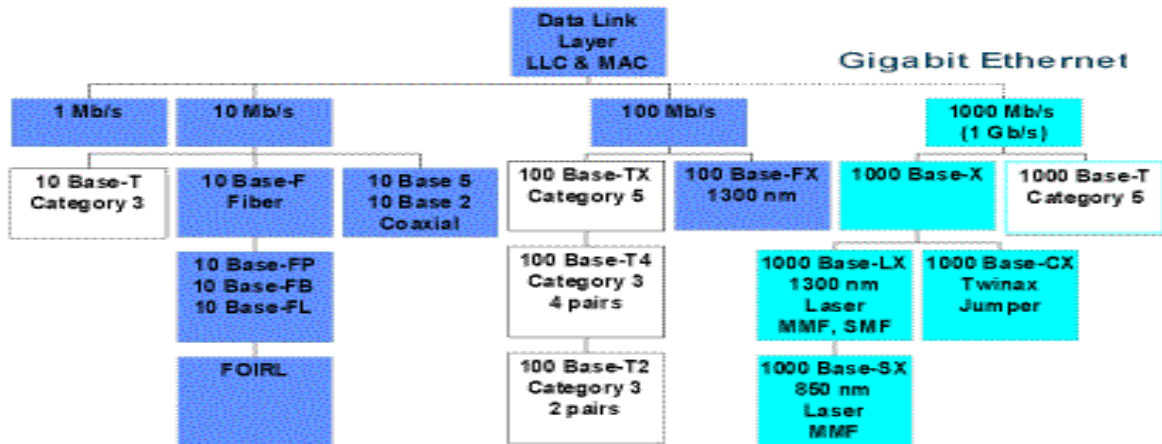 Data Link
Layer
LLC & MAC
Gigabit Ethernet
1 Mb/s
10 Mb/s
100 Mb/s
1000 Mb/s
(1 Gb/s)
10 Base-T
Category 3
10 Base-F
Fiber
10 Base 5
10 Base 2
Coaxial
100 Base-TX
Category 5
100 Base-FX
1300 nm
1000 Base-X
1000 Base-T
Category 5
10 Base-FP
10 Base-FB
10 Base-FL
100 Base-T4
Category 3
4 pairs
1000 Base-LX
1300 nm
Laser
MMF, SMF
1000 Base-CX
Twinax
Jumper
FOIRL
100 Base-T2
Category 3
2 pairs
1000 Base-SX
850 nm
Laser
MMF